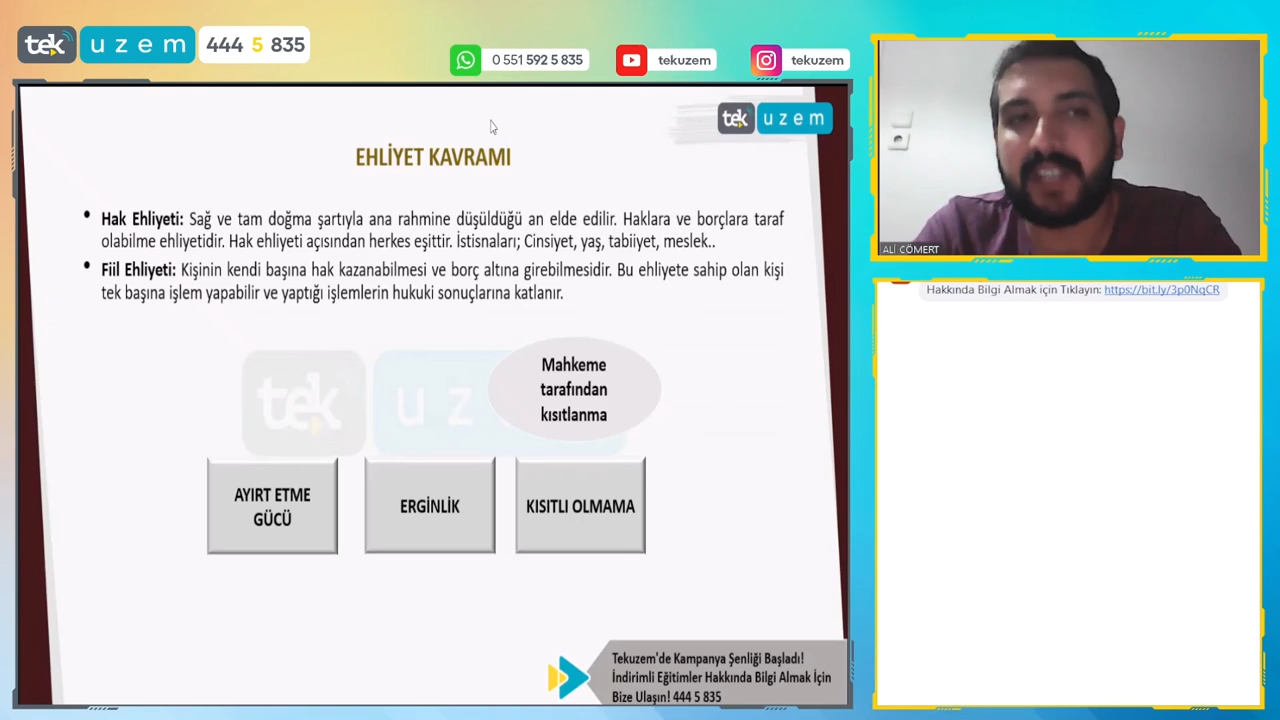 tek uzem 444 5 835
0 551 592 5 835
tekuzem
tekuzem
tek uzem
EHLİYET KAVRAMI
• Hak Ehliyeti: Sağ ve tam doğma şartıyla ana rahmine düşüldüğü an elde edilir. Haklara ve borçlara taraf
olabilme ehliyetidir. Hak ehliyeti açısından herkes eşittir. İstisnaları; Cinsiyet, yaş, tabiiyet, meslek..
• Fiil Ehliyeti: Kişinin kendi başına hak kazanabilmesi ve borç altına girebilmesidir. Bu ehliyete sahip olan kişi
tek başına işlem yapabilir ve yaptığı işlemlerin hukuki sonuçlarına katlanır.
tek uz
Mahkeme
tarafından
kısıtlanma
AYIRT ETME
GÜCÜ
ERGİNLİK
KISITLI OLMAMA
Tekuzem'de Kampanya Şenliği Başladı!
İndirimli Eğitimler Hakkında Bilgi Almak İçin
Bize Ulaşın! 444 5 835
ALİ CÖMERT
Hakkında Bilgi Almak için Tıklayın: https://bit.ly/3p0NqCR